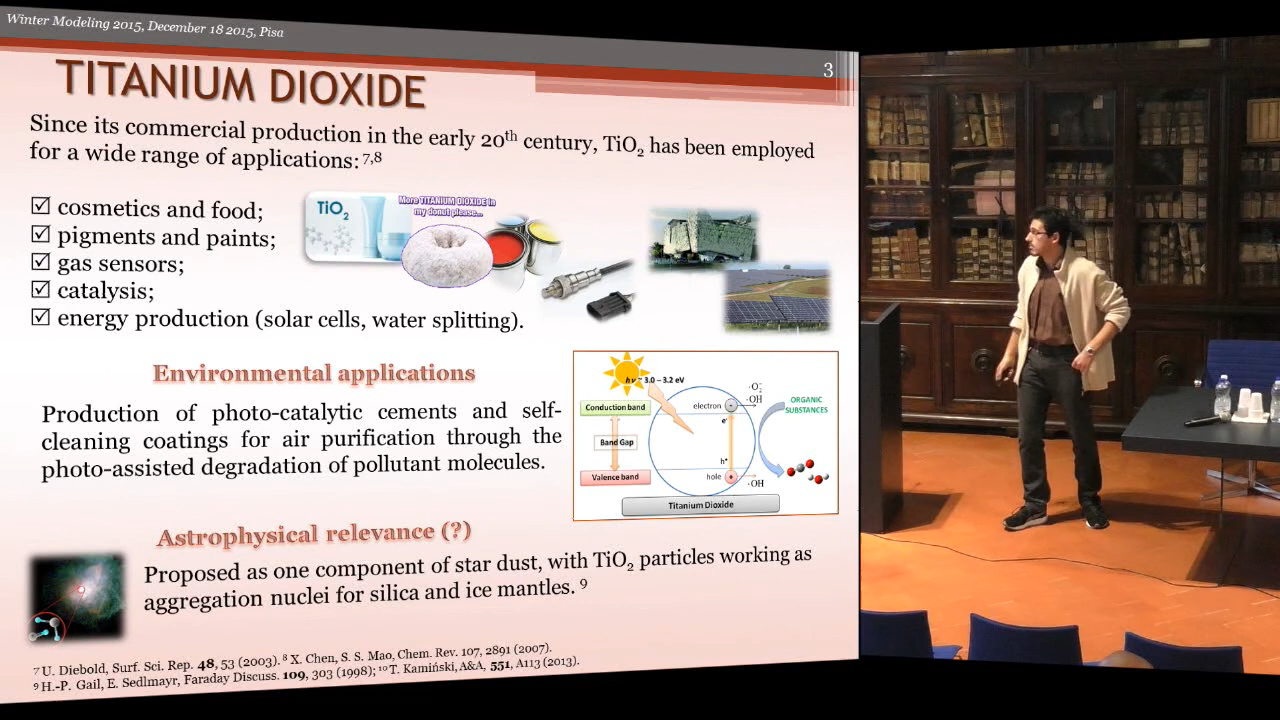 Winter Modeling 2015, December 18 2015, Pisa
3
TITANIUM DIOXIDE
Since its commercial production in the early 20th century, TiO2 has been employed
for a wide range of applications: 7,8
☑ cosmetics and food;
☑ pigments and paints;
☑ gas sensors;
☑ catalysis;
☑ energy production (solar cells, water splitting).
TiO2
More TITANIUM DIOXIDE in
my donut please...
Environmental applications
Production of photo-catalytic cements and self-
cleaning coatings for air purification through the
photo-assisted degradation of pollutant molecules.
hν = 3.0 – 3.2 eV
Conduction band
Band Gap
Valence band
electron
e-
h+
hole
·O2-
·OH
·OH
ORGANIC
SUBSTANCES
Titanium Dioxide
Astrophysical relevance (?)
Proposed as one component of star dust, with TiO2 particles working as
aggregation nuclei for silica and ice mantles. 9
7 U. Diebold, Surf. Sci. Rep. 48, 53 (2003). 8 X. Chen, S. S. Mao, Chem. Rev. 107, 2891 (2007).
9 H.-P. Gail, E. Sedlmayr, Faraday Discuss. 109, 303 (1998); 10 T. Kamiński, A&A, 551, A113 (2013).